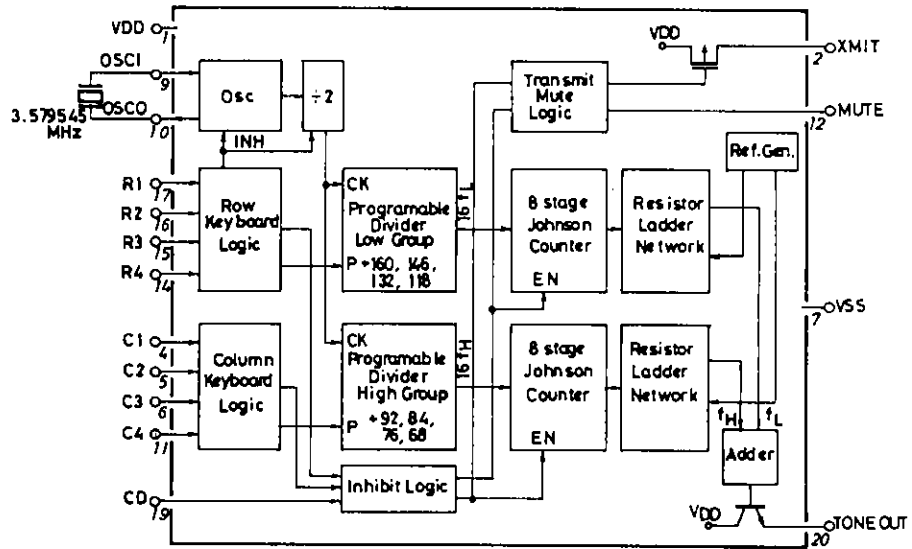 VDD
1
OSCI
9
3.579545
MHz
OSCO
10
Osc
÷2
INH
VDD
XMIT
2
Transmit
Mute
Logic
MUTE
12
Ref.Gen.
R1
17
R2
16
R3
15
R4
14
Row
Keyboard
Logic
CK
Programable
Divider
Low Group
P ÷160, 146,
132, 118
16 fL
8 stage
Johnson
Counter
EN
Resistor
Ladder
Network
VSS
7
C1
4
C2
5
C3
6
C4
11
Column
Keyboard
Logic
CK
Programable
Divider
High Group
P ÷92, 84,
76, 68
16 fH
8 stage
Johnson
Counter
EN
Resistor
Ladder
Network
fH
fL
Adder
CD
19
Inhibit Logic
VDD
TONE OUT
20